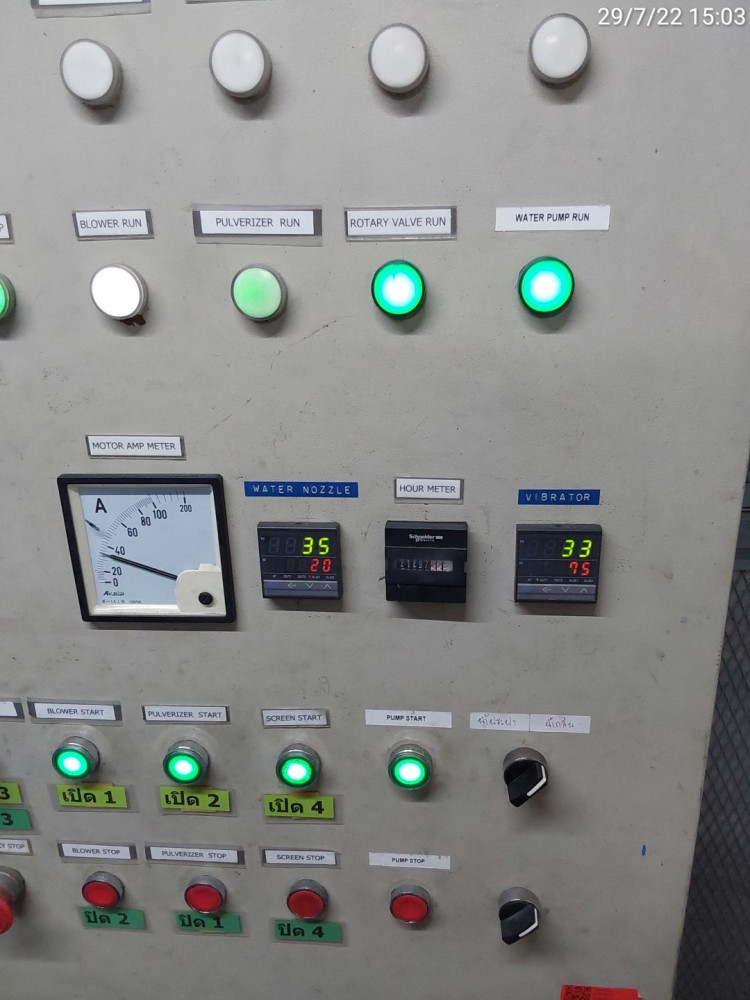 29/7/22 15:03
BLOWER RUN
PULVERIZER RUN
ROTARY VALVE RUN
WATER PUMP RUN
MOTOR AMP METER
WATER NOZZLE
HOUR METER
VIBRATOR
A
200
100
80
60
40
20
0
35
20
Schneider
33
75
BLOWER START
PULVERIZER START
SCREEN START
PUMP START
3
เปิด 1
เปิด 2
เปิด 4
3
BLOWER STOP
PULVERIZER STOP
SCREEN STOP
PUMP STOP
ปิด 2
ปิด 1
ปิด 4